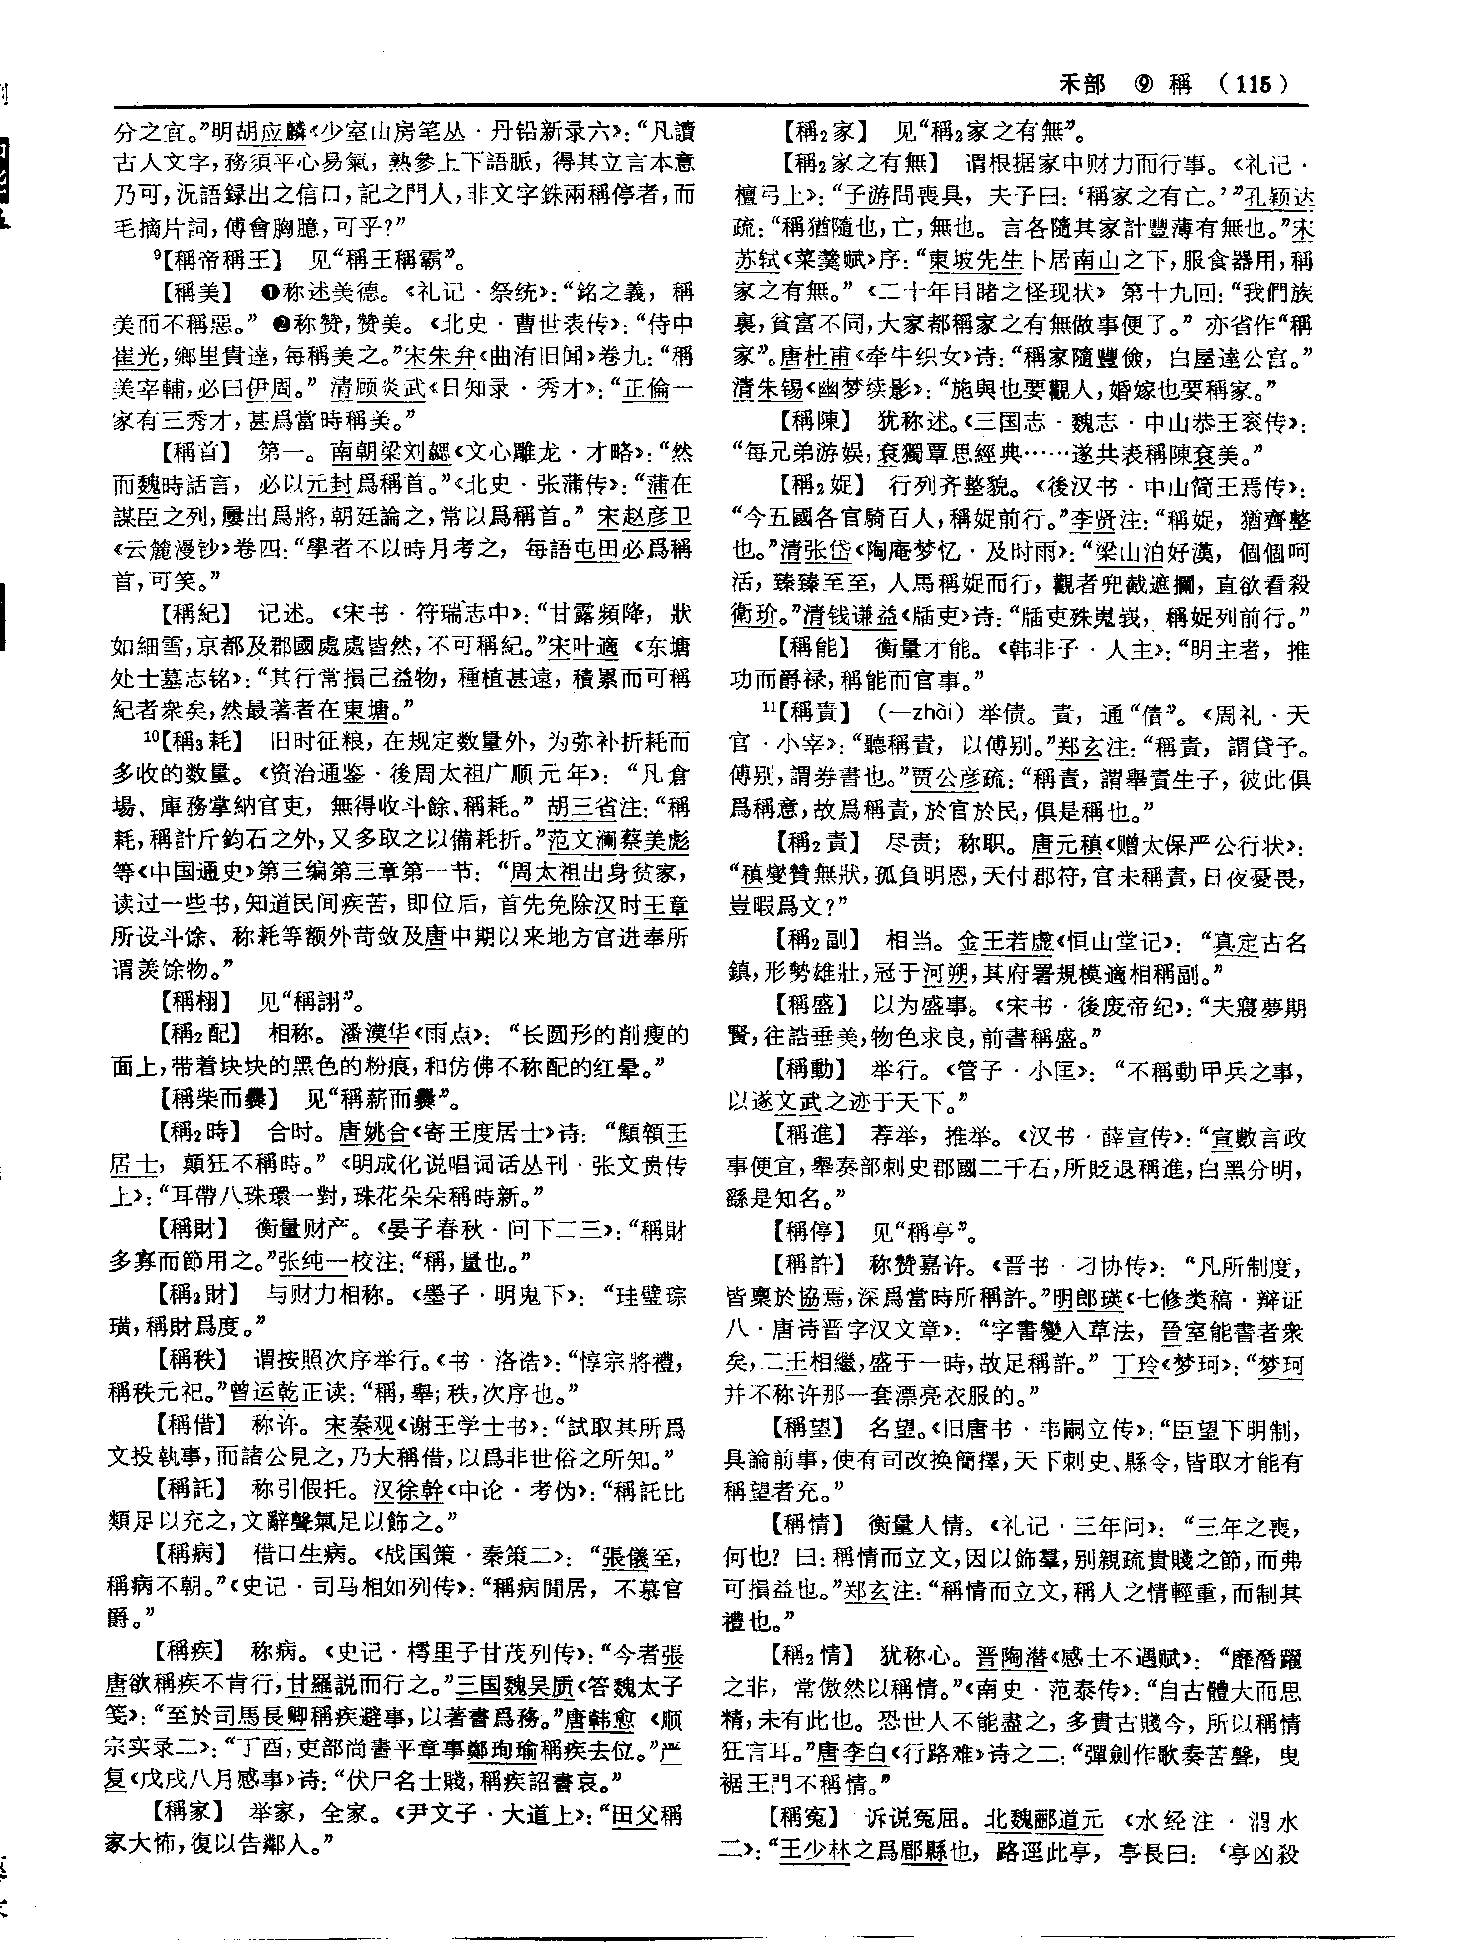 禾部 ⑨ 稱 （115）
分之宜。”明胡应麟《少室山房笔丛·丹铅新录六》：“凡讀
古人文字，務須平心易氣，熟參上下語脈，得其立言本意
乃可，況語録出之信口，記之門人，非文字銖兩稱停者，而
毛摘片詞，傅會胸臆，可乎？”
⁹【稱帝稱王】 见“稱王稱霸”。
【稱美】 ❶称述美德。《礼记·祭统》：“銘之義，稱
美而不稱惡。” ❷称赞，赞美。《北史·曹世表传》：“侍中
崔光，鄉里貴達，每稱美之。”宋朱弁《曲洧旧闻》卷九：“稱
美宰輔，必曰伊周。” 清顾炎武《日知录·秀才》：“正倫一
家有三秀才，甚爲當時稱美。”
【稱首】 第一。南朝梁刘勰《文心雕龙·才略》：“然
而魏時話言，必以元封爲稱首。”《北史·张蒲传》：“蒲在
謀臣之列，屢出爲將，朝廷論之，常以爲稱首。” 宋赵彦卫
《云麓漫钞》卷四：“學者不以時月考之，每語屯田必爲稱
首，可笑。”
【稱紀】 记述。《宋书·符瑞志中》：“甘露頻降，狀
如細雪，京都及郡國處處皆然，不可稱紀。”宋叶適《东塘
处士墓志铭》：“其行常損己益物，種植甚遠，積累而可稱
紀者衆矣，然最著者在東塘。”
¹⁰【稱₃耗】 旧时征粮，在规定数量外，为弥补折耗而
多收的数量。《资治通鉴·後周太祖广顺元年》：“凡倉
場、庫務掌納官吏，無得收斗餘、稱耗。” 胡三省注：“稱
耗，稱計斤鈞石之外，又多取之以備耗折。”范文澜蔡美彪
等《中国通史》第三编第三章第一节：“周太祖出身贫家，
读过一些书，知道民间疾苦，即位后，首先免除汉时王章
所设斗馀、称耗等额外苛敛及唐中期以来地方官进奉所
谓羡馀物。”
【稱栩】 见“稱詡”。
【稱₂配】 相称。潘漠华《雨点》：“长圆形的削瘦的
面上，带着块块的黑色的粉痕，和仿佛不称配的红晕。”
【稱柴而爨】 见“稱薪而爨”。
【稱₂時】 合时。唐姚合《寄王度居士》诗：“顦顇王
居士，顛狂不稱時。” 《明成化说唱词话丛刊·张文贵传
上》：“耳帶八珠環一對，珠花朵朵稱時新。”
【稱財】 衡量财产。《晏子春秋·问下二三》：“稱財
多寡而節用之。”张纯一校注：“稱，量也。”
【稱₂財】 与财力相称。《墨子·明鬼下》：“珪璧琮
璜，稱財爲度。”
【稱秩】 谓按照次序举行。《书·洛诰》：“惇宗將禮，
稱秩元祀。”曾运乾正读：“稱，舉；秩，次序也。”
【稱借】 称许。宋秦观《谢王学士书》：“試取其所爲
文投執事，而諸公見之，乃大稱借，以爲非世俗之所知。”
【稱託】 称引假托。汉徐幹《中论·考伪》：“稱託比
類足以充之，文辭聲氣足以飾之。”
【稱病】 借口生病。《战国策·秦策二》：“張儀至，
稱病不朝。”《史记·司马相如列传》：“稱病閒居，不慕官
爵。”
【稱疾】 称病。《史记·樗里子甘茂列传》：“今者張
唐欲稱疾不肯行，甘羅説而行之。”三国魏吴质《答魏太子
笺》：“至於司馬長卿稱疾避事，以著書爲務。”唐韩愈《顺
宗实录二》：“丁酉，吏部尚書平章事鄭珣瑜稱疾去位。”严
复《戊戌八月感事》诗：“伏尸名士賤，稱疾詔書哀。”
【稱家】 举家，全家。《尹文子·大道上》：“田父稱
家大怖，復以告鄰人。”
【稱₂家】 见“稱₂家之有無”。
【稱₂家之有無】 谓根据家中财力而行事。《礼记·
檀弓上》：“子游問喪具，夫子曰：‘稱家之有亡。’”孔颖达
疏：“稱猶隨也，亡，無也。言各隨其家計豐薄有無也。”宋
苏轼《菜羹赋》序：“東坡先生卜居南山之下，服食器用，稱
家之有無。” 《二十年目睹之怪现状》第十九回：“我們族
裏，貧富不同，大家都稱家之有無做事便了。” 亦省作“稱
家”。唐杜甫《牵牛织女》诗：“稱家隨豐儉，白屋達公宫。”
清朱锡《幽梦续影》：“施與也要觀人，婚嫁也要稱家。”
【稱陳】 犹称述。《三国志·魏志·中山恭王衮传》：
“每兄弟游娱，衮獨覃思經典……遂共表稱陳衮美。”
【稱₂娖】 行列齐整貌。《後汉书·中山简王焉传》：
“今五國各官騎百人，稱娖前行。”李贤注：“稱娖，猶齊整
也。”清张岱《陶庵梦忆·及时雨》：“梁山泊好漢，個個呵
活，臻臻至至，人馬稱娖而行，觀者兜截遮攔，直欲看殺
衛玠。”清钱谦益《牐吏》诗：“牐吏殊嵬峩，稱娖列前行。”
【稱能】 衡量才能。《韩非子·人主》：“明主者，推
功而爵禄，稱能而官事。”
¹¹【稱責】 （—zhài）举债。責，通“債”。《周礼·天
官·小宰》：“聽稱責，以傅别。”郑玄注：“稱責，謂貸予。
傅别，謂券書也。”贾公彦疏：“稱責，謂舉責生子，彼此俱
爲稱意，故爲稱責，於官於民，俱是稱也。”
【稱₂責】 尽责；称职。唐元稹《赠太保严公行状》：
“稹燮贊無狀，孤負明恩，天付郡符，官未稱責，日夜憂畏，
豈暇爲文？”
【稱₂副】 相当。金王若虚《恒山堂记》：“真定古名
鎮，形勢雄壯，冠于河朔，其府署規模適相稱副。”
【稱盛】 以为盛事。《宋书·後废帝纪》：“夫寢夢期
賢，往誥垂美，物色求良，前書稱盛。”
【稱動】 举行。《管子·小匡》：“不稱動甲兵之事，
以遂文武之迹于天下。”
【稱進】 荐举，推举。《汉书·薛宣传》：“宣數言政
事便宜，舉奏部刺史郡國二千石，所貶退稱進，白黑分明，
繇是知名。”
【稱停】 见“稱亭”。
【稱許】 称赞嘉许。《晋书·刁协传》：“凡所制度，
皆稟於協焉，深爲當時所稱許。”明郎瑛《七修类稿·辩证
八·唐诗晋字汉文章》：“字書變入草法，晉室能書者衆
矣，二王相繼，盛于一時，故足稱許。” 丁玲《梦珂》：“梦珂
并不称许那一套漂亮衣服的。”
【稱望】 名望。《旧唐书·韦嗣立传》：“臣望下明制，
具論前事，使有司改换簡擇，天下刺史、縣令，皆取才能有
稱望者充。”
【稱情】 衡量人情。《礼记·三年问》：“三年之喪，
何也？曰：稱情而立文，因以飾羣，别親疏貴賤之節，而弗
可損益也。”郑玄注：“稱情而立文，稱人之情輕重，而制其
禮也。”
【稱₂情】 犹称心。晋陶潜《感士不遇赋》：“靡潛躍
之非，常傲然以稱情。”《南史·范泰传》：“自古體大而思
精，未有此也。恐世人不能盡之，多貴古賤今，所以稱情
狂言耳。”唐李白《行路难》诗之二：“彈劍作歌奏苦聲，曳
裾王門不稱情。”
【稱冤】 诉说冤屈。北魏郦道元《水经注·渭水
二》：“王少林之爲郿縣也，路逕此亭，亭長曰：‘亭凶殺